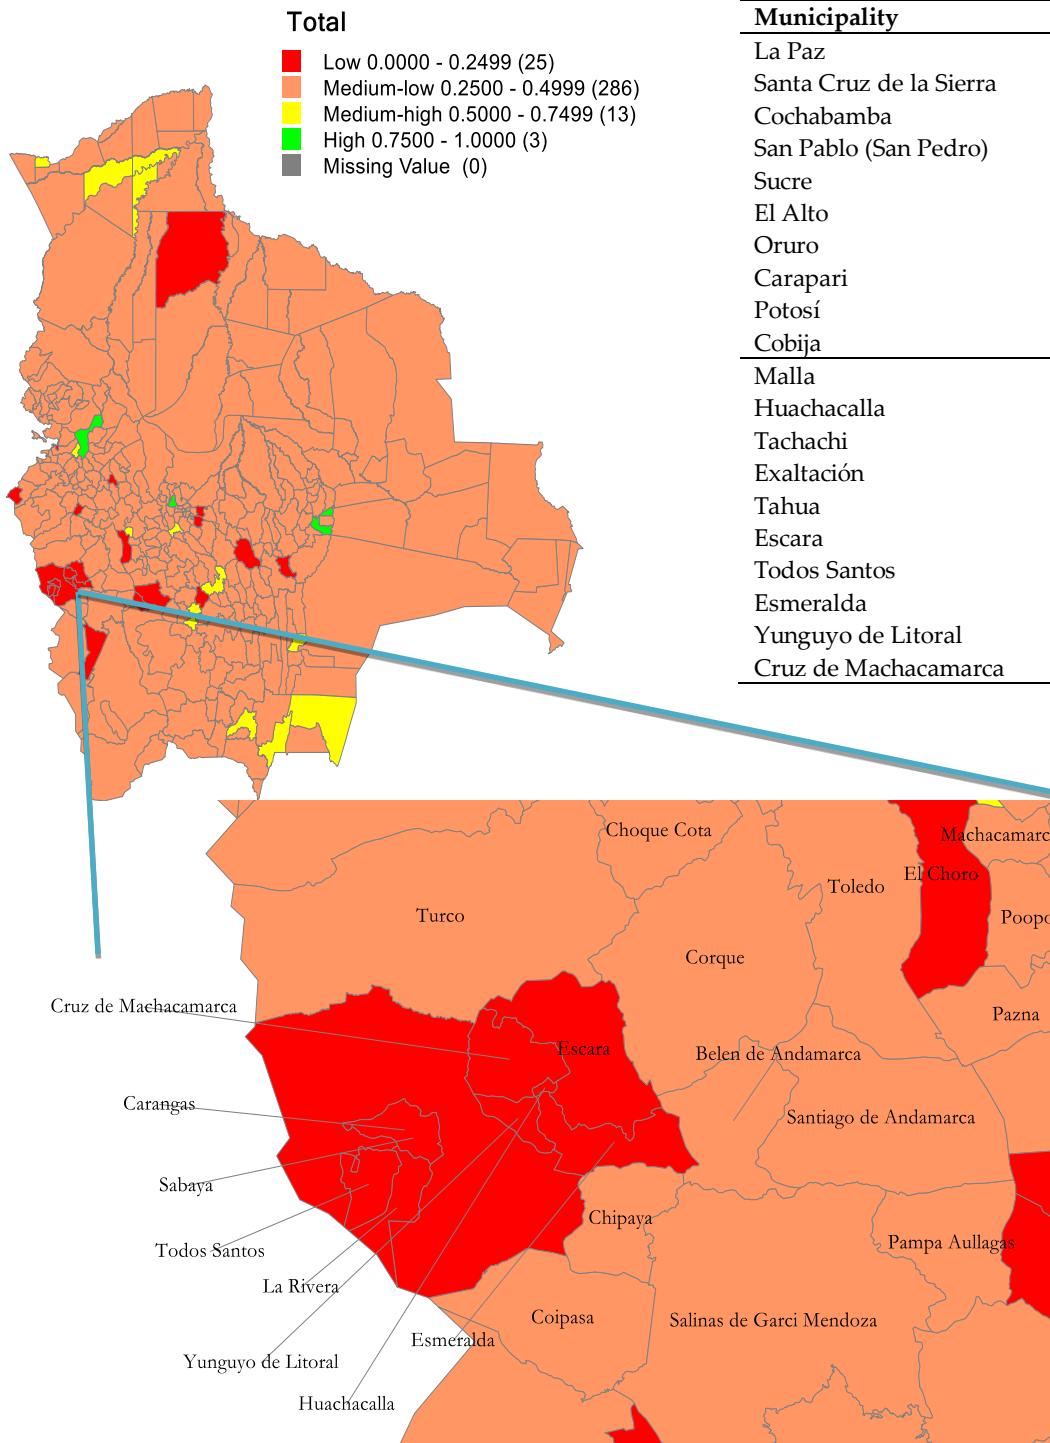 Total
Low 0.0000 - 0.2499 (25)
Medium-low 0.2500 - 0.4999 (286)
Medium-high 0.5000 - 0.7499 (13)
High 0.7500 - 1.0000 (3)
Missing Value (0)
Municipality
La Paz
Santa Cruz de la Sierra
Cochabamba
San Pablo (San Pedro)
Sucre
El Alto
Oruro
Carapari
Potosí
Cobija
Malla
Huachacalla
Tachachi
Exaltación
Tahua
Escara
Todos Santos
Esmeralda
Yunguyo de Litoral
Cruz de Machacamarca
Choque Cota
Machacamarc
El Choro
Toledo
Turco
Poopo
Corque
Cruz de Machacamarca
Pazna
Escara
Belen de Andamarca
Carangas
Santiago de Andamarca
Sabaya
Chipaya
Pampa Aullagas
Todos Santos
La Rivera
Coipasa
Salinas de Garci Mendoza
Esmeralda
Yunguyo de Litoral
Huachacalla